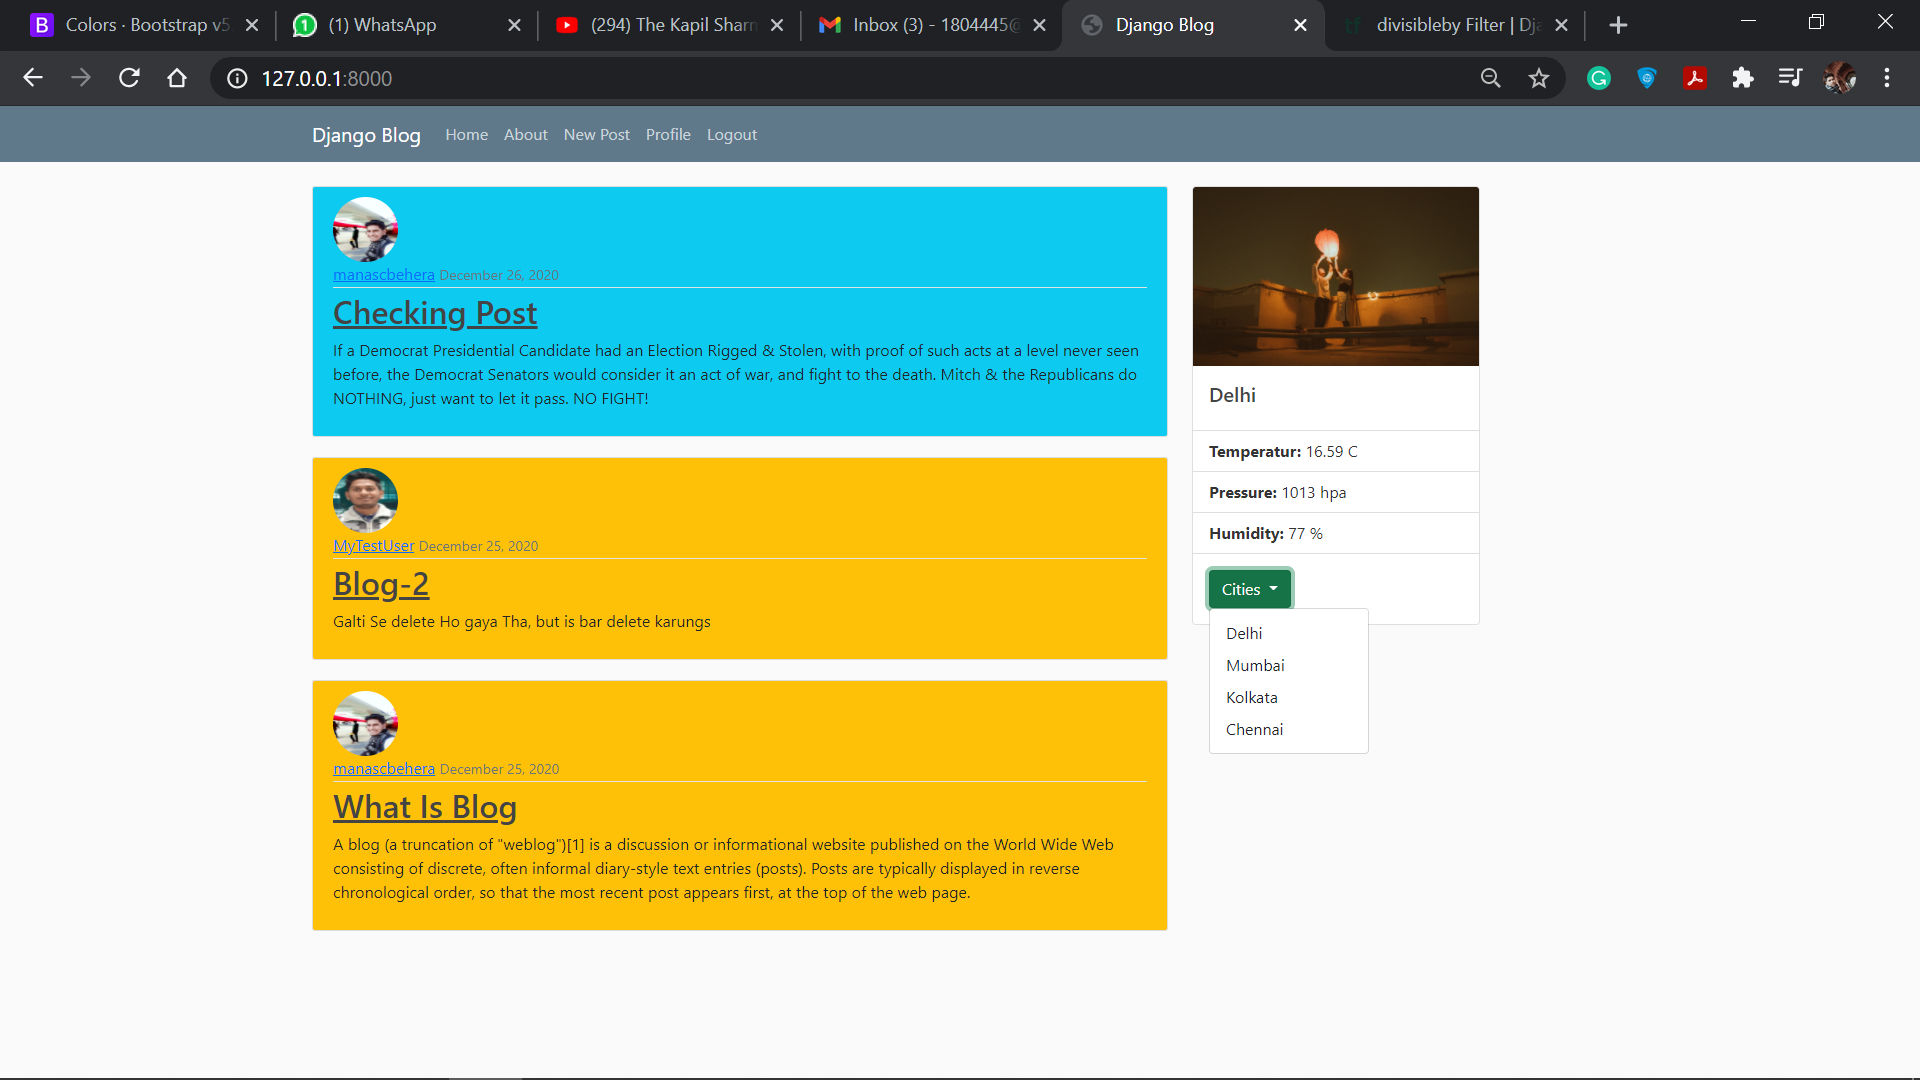 Colors · Bootstrap v5
(1) WhatsApp
(294) The Kapil Sharm
Inbox (3) - 1804445@
Django Blog
divisibleby Filter | Dja
127.0.0.1:8000
Django Blog Home About New Post Profile Logout
manascbehera December 26, 2020
Checking Post
If a Democrat Presidential Candidate had an Election Rigged & Stolen, with proof of such acts at a level never seen
before, the Democrat Senators would consider it an act of war, and fight to the death. Mitch & the Republicans do
NOTHING, just want to let it pass. NO FIGHT!
MyTestUser December 25, 2020
Blog-2
Galti Se delete Ho gaya Tha, but is bar delete karungs
manascbehera December 25, 2020
What Is Blog
A blog (a truncation of "weblog")[1] is a discussion or informational website published on the World Wide Web
consisting of discrete, often informal diary-style text entries (posts). Posts are typically displayed in reverse
chronological order, so that the most recent post appears first, at the top of the web page.
Delhi
Temperatur: 16.59 C
Pressure: 1013 hpa
Humidity: 77 %
Cities
Delhi
Mumbai
Kolkata
Chennai